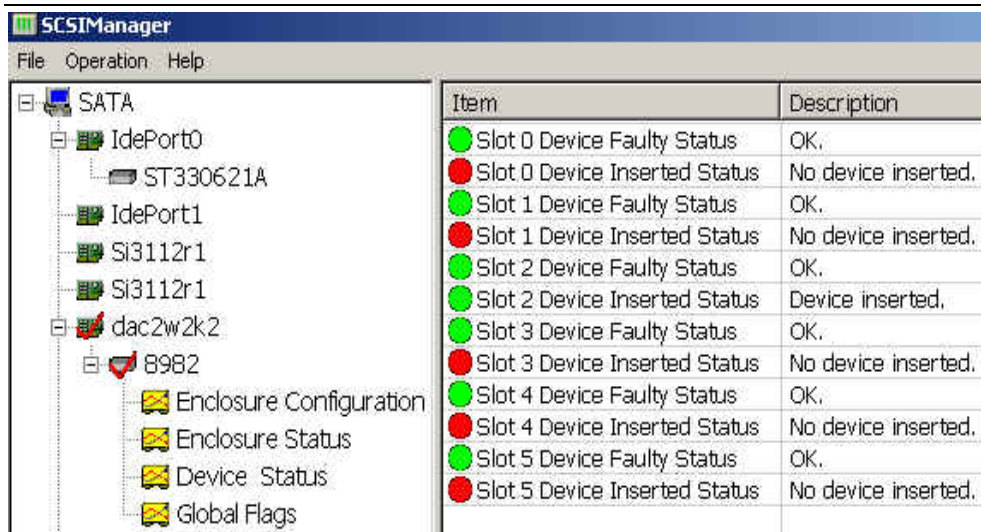 SCSIManager
File Operation Help
SATA
IdePort0
ST330621A
IdePort1
Si3112r1
Si3112r1
dac2w2k2
8982
Enclosure Configuration
Enclosure Status
Device Status
Global Flags
Item Description
Slot 0 Device Faulty Status OK.
Slot 0 Device Inserted Status No device inserted.
Slot 1 Device Faulty Status OK.
Slot 1 Device Inserted Status No device inserted.
Slot 2 Device Faulty Status OK.
Slot 2 Device Inserted Status Device inserted.
Slot 3 Device Faulty Status OK.
Slot 3 Device Inserted Status No device inserted.
Slot 4 Device Faulty Status OK.
Slot 4 Device Inserted Status No device inserted.
Slot 5 Device Faulty Status OK.
Slot 5 Device Inserted Status No device inserted.